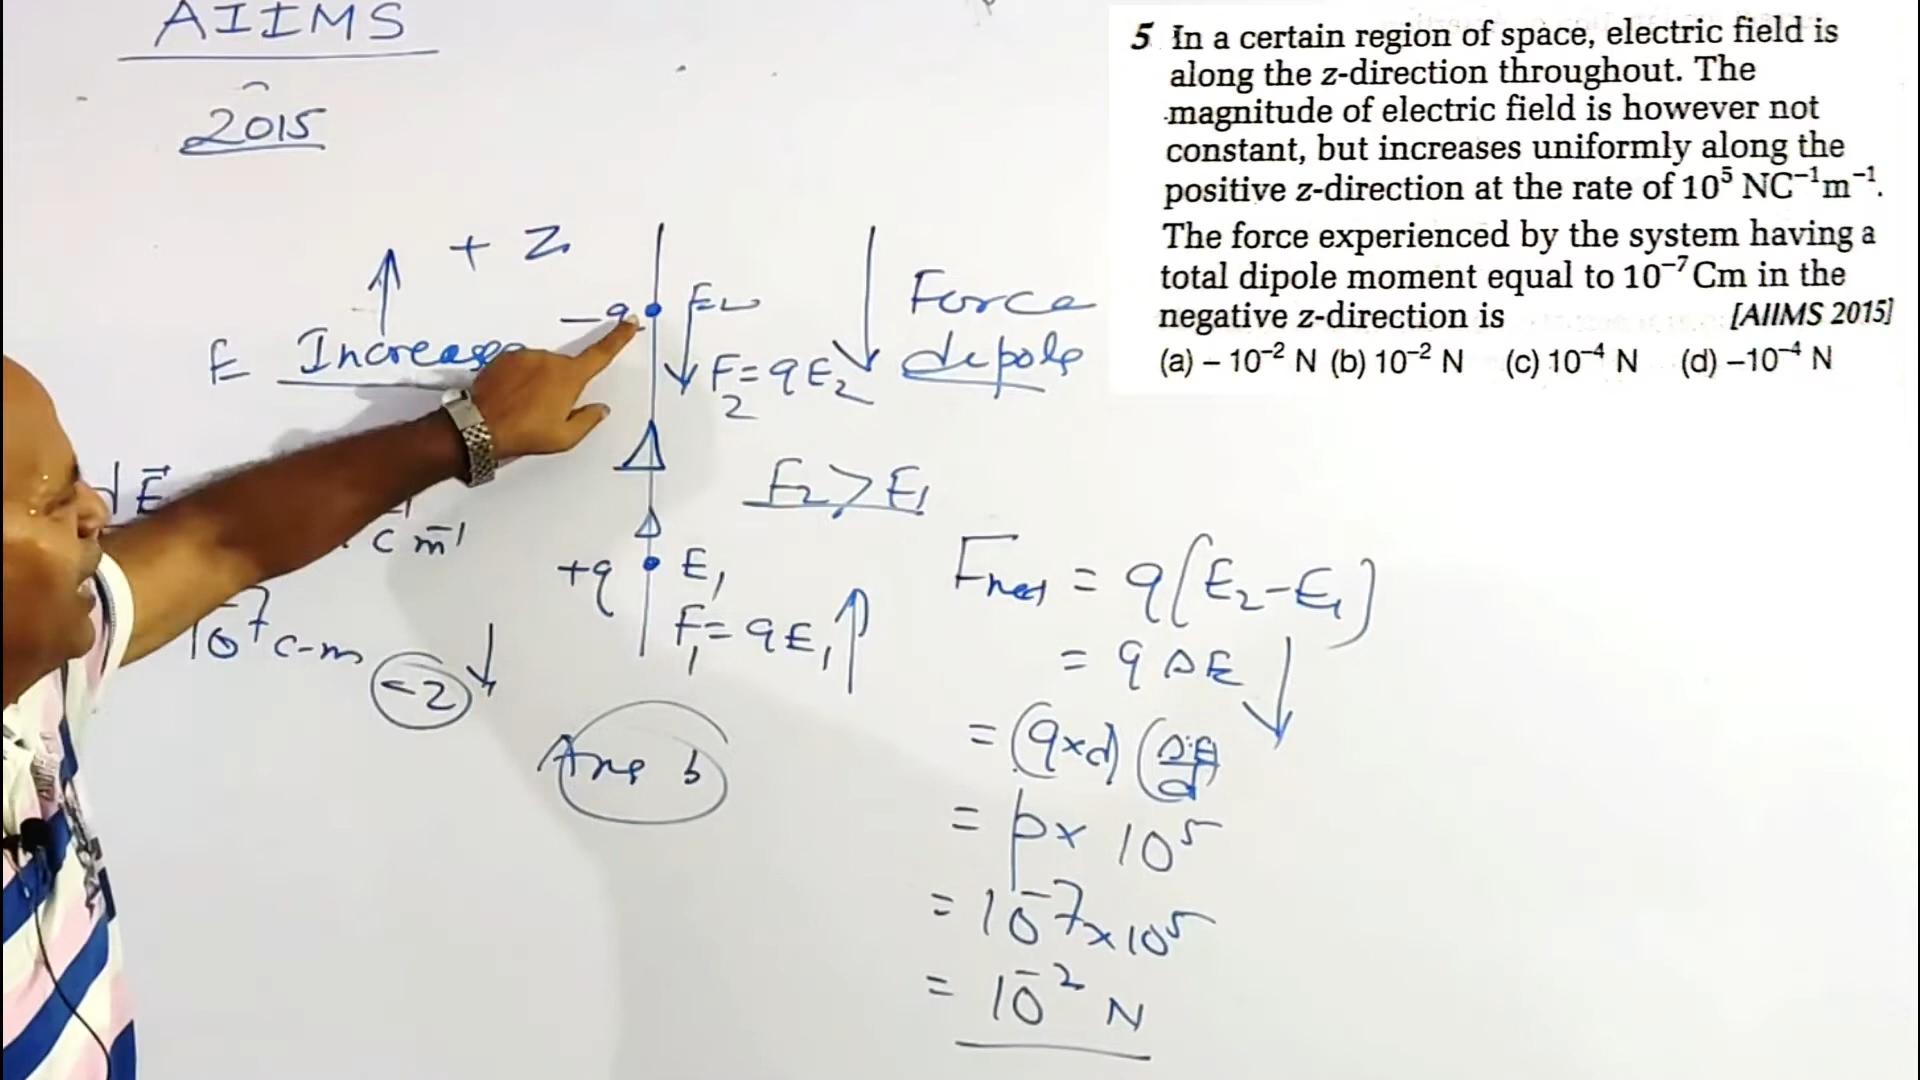 AIIMS
2015
5 In a certain region of space, electric field is
along the z-direction throughout. The
magnitude of electric field is however not
constant, but increases uniformly along the
positive z-direction at the rate of 10⁵ NC⁻¹m⁻¹.
The force experienced by the system having a
total dipole moment equal to 10⁻⁷ Cm in the
negative z-direction is [AIIMS 2015]
(a) – 10⁻² N (b) 10⁻² N (c) 10⁻⁴ N (d) –10⁻⁴ N
+ Z
E Increase
-q E₂
F₂ = qE₂
Force
dipole
E₂ > E₁
dE⃗
C m⁻¹
+q E₁
F₁ = qE₁
10⁻⁷ C-m
-Z
Ans b
Fnet = q(E₂-E₁)
= q ΔE
= (q×d) (ΔE/d)
= p× 10⁵
= 10⁻⁷×10⁵
= 10⁻² N